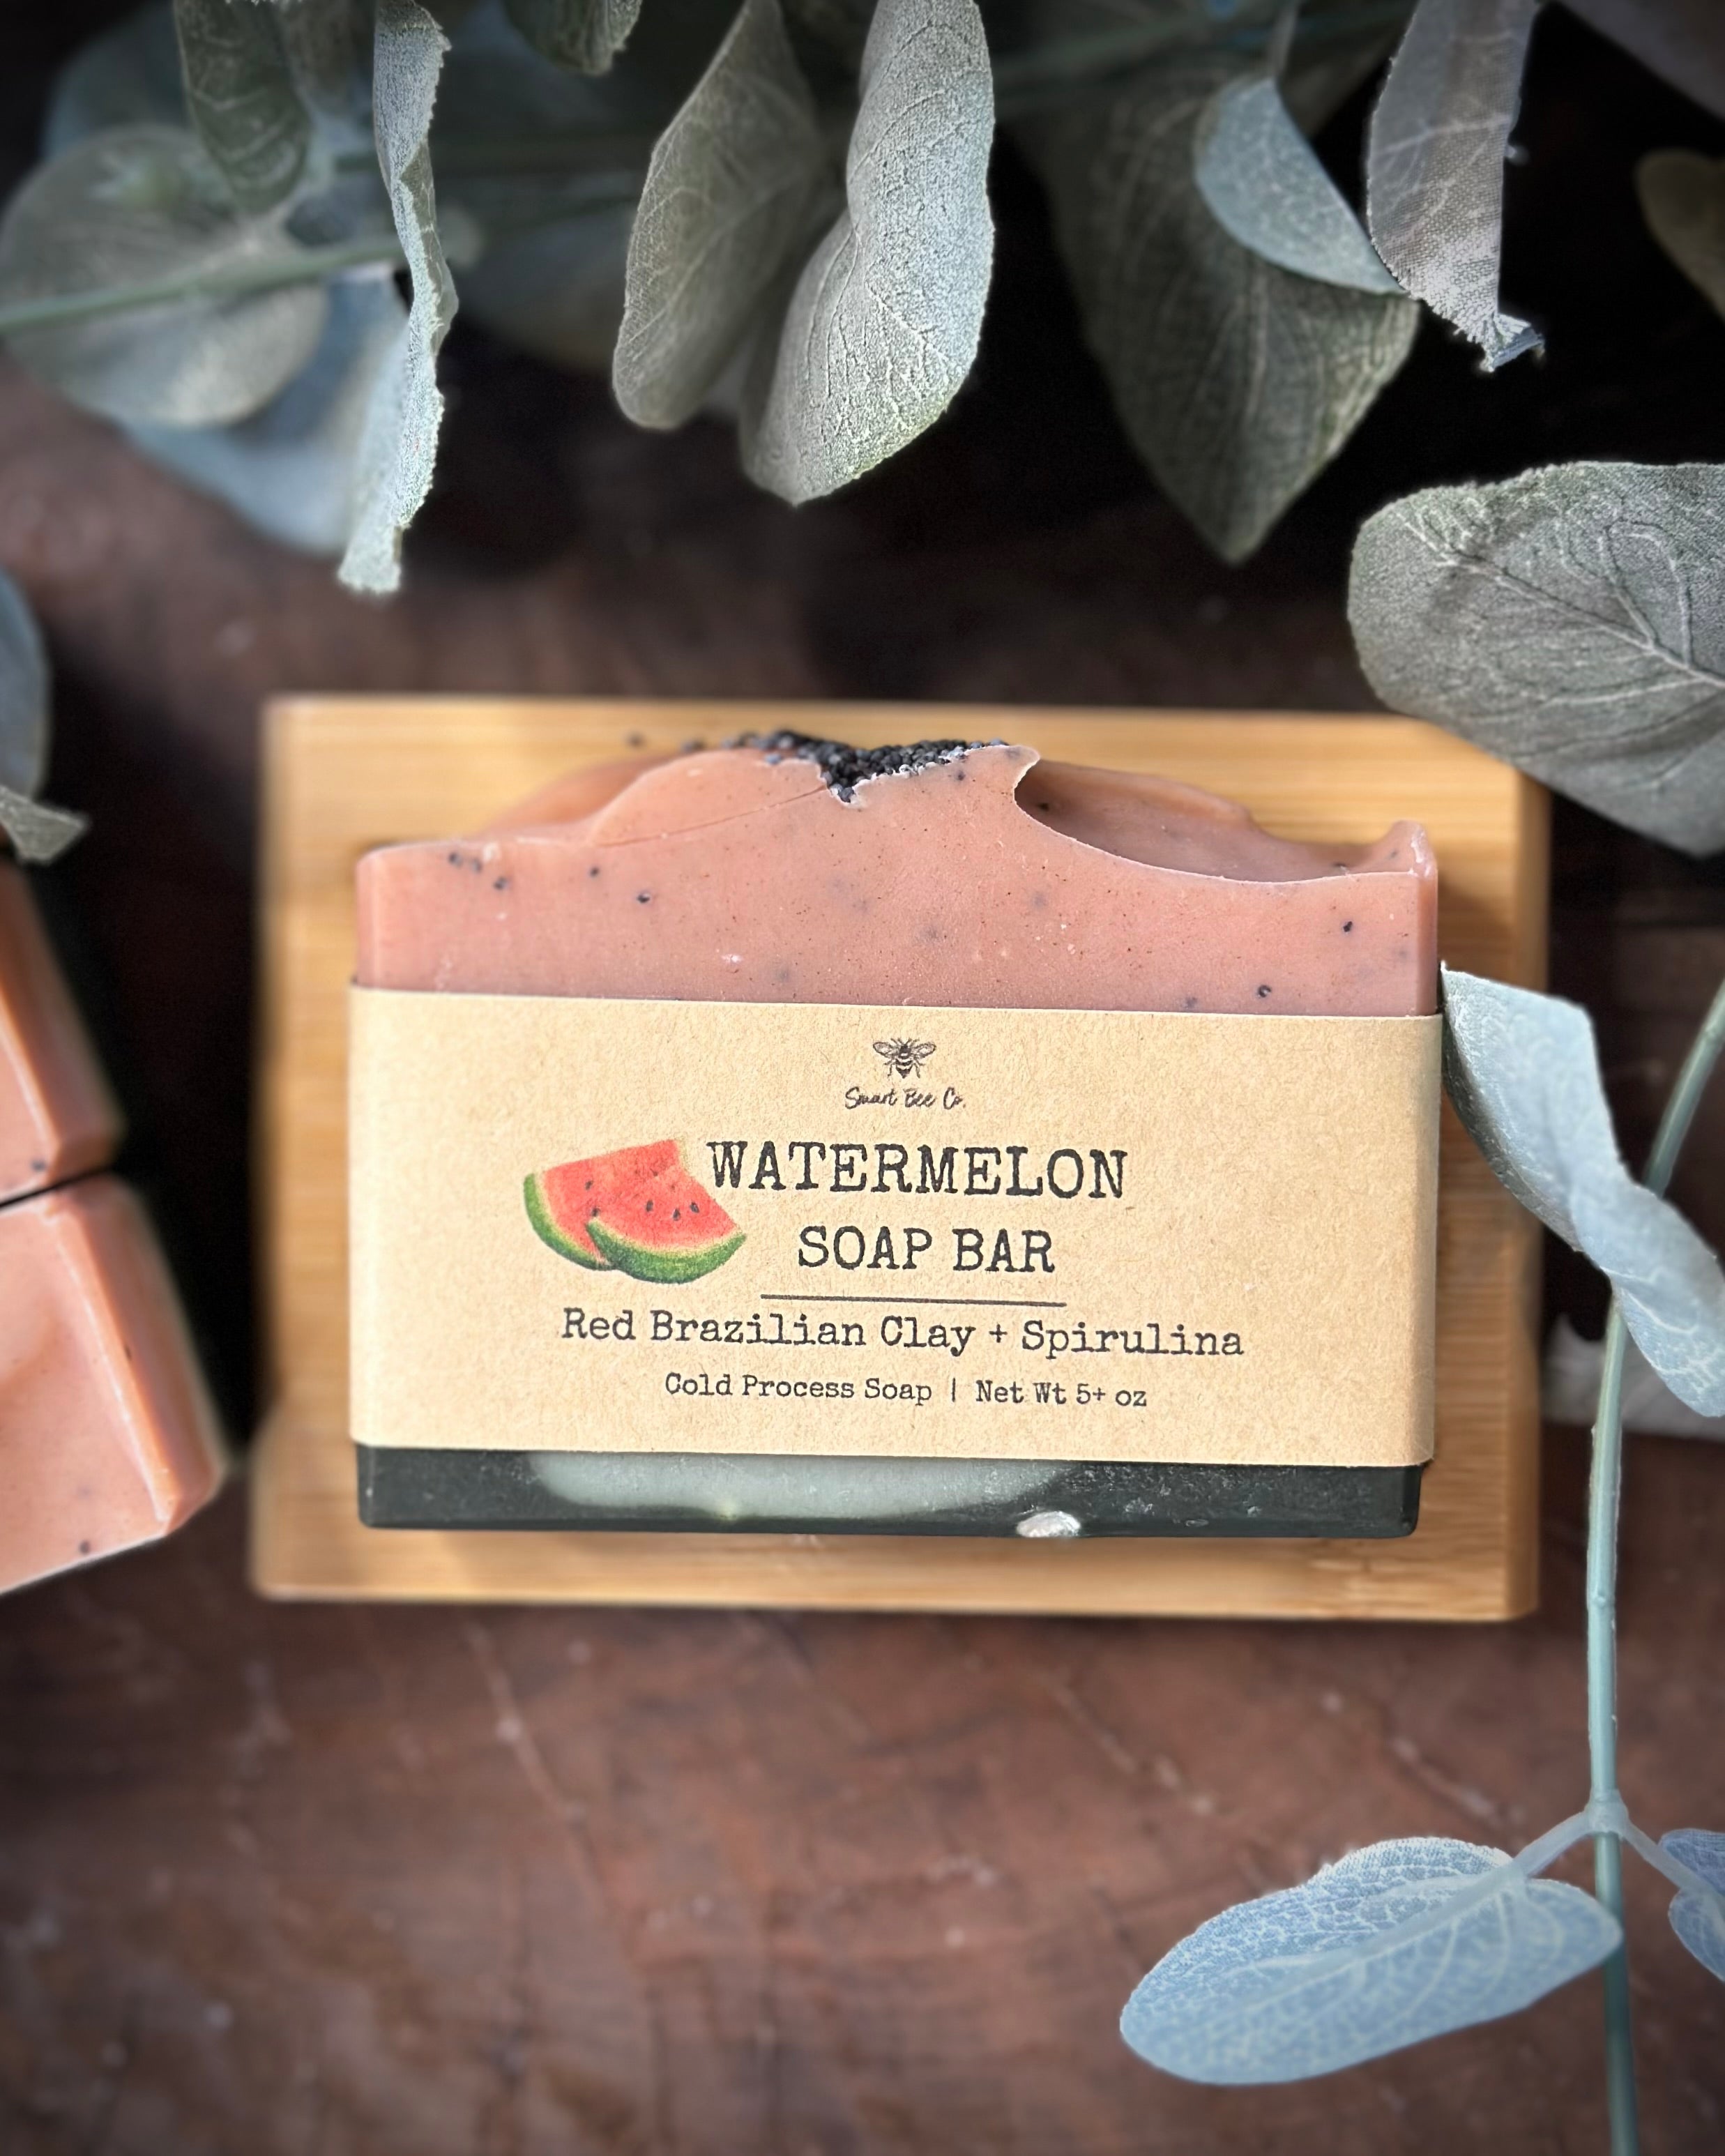 Smart Bee Co.
WATERMELON
SOAP BAR
Red Brazilian Clay + Spirulina
Cold Process Soap | Net Wt 5+ oz